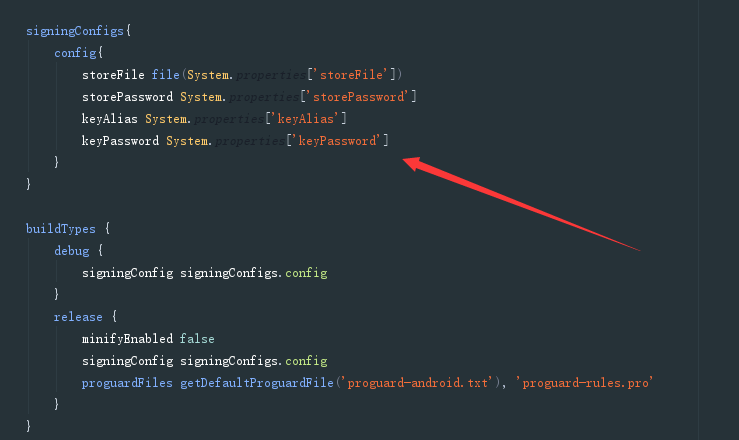 signingConfigs{
config{
storeFile file(System.properties['storeFile'])
storePassword System.properties['storePassword']
keyAlias System.properties['keyAlias']
keyPassword System.properties['keyPassword']
}
}
buildTypes {
debug {
signingConfig signingConfigs.config
}
release {
minifyEnabled false
signingConfig signingConfigs.config
proguardFiles getDefaultProguardFile('proguard-android.txt'), 'proguard-rules.pro'
}
}